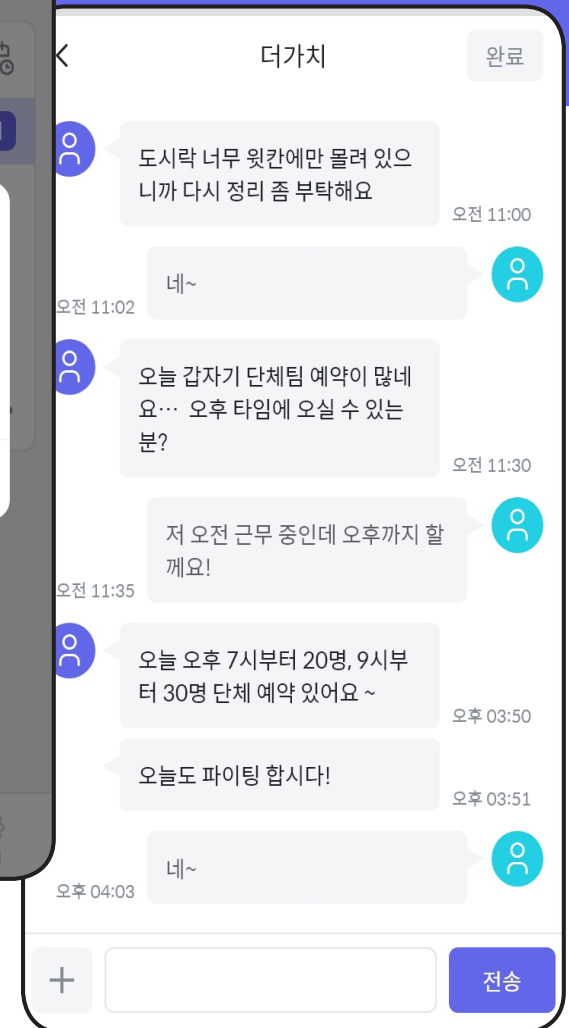 더가치
완료
도시락 너무 윗칸에만 몰려 있으
니까 다시 정리 좀 부탁해요
오전 11:00
네~
오전 11:02
오늘 갑자기 단체팀 예약이 많네
요… 오후 타임에 오실 수 있는
분?
오전 11:30
저 오전 근무 중인데 오후까지 할
께요!
오전 11:35
오늘 오후 7시부터 20명, 9시부
터 30명 단체 예약 있어요 ~
오후 03:50
오늘도 파이팅 합시다!
오후 03:51
네~
오후 04:03
전송